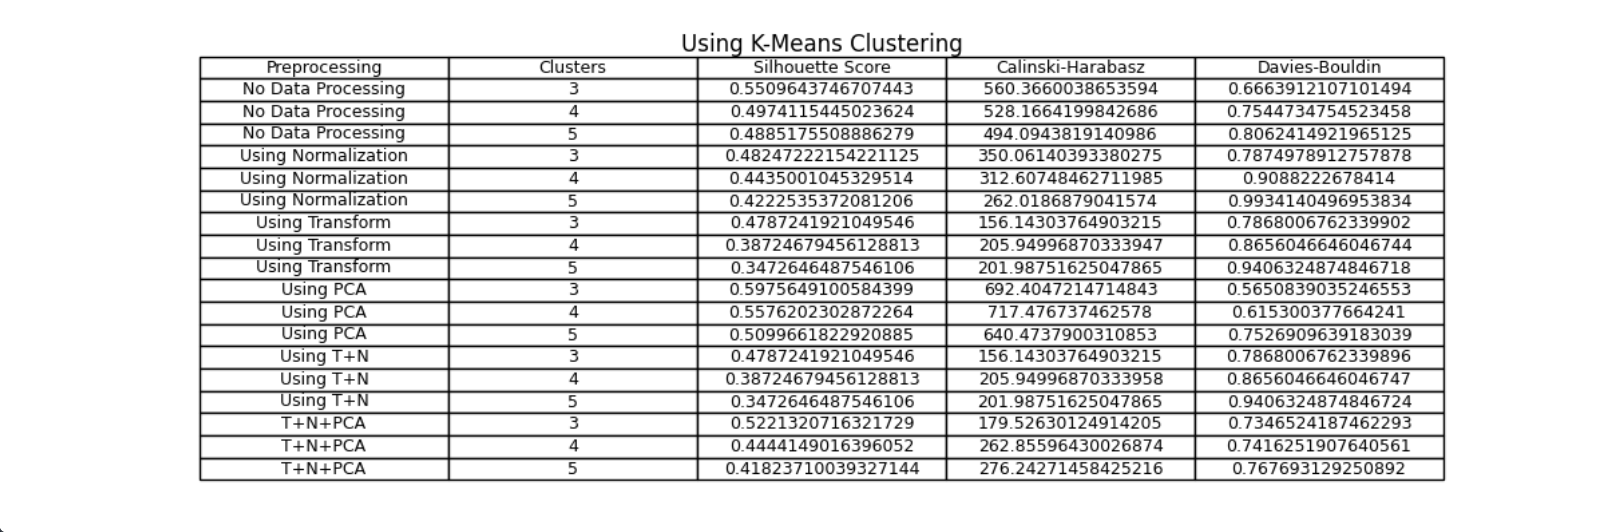 Using K-Means Clustering
Preprocessing Clusters Silhouette Score Calinski-Harabasz Davies-Bouldin
No Data Processing 3 0.5509643746707443 560.3660038653594 0.6663912107101494
No Data Processing 4 0.4974115445023624 528.1664199842686 0.7544734754523458
No Data Processing 5 0.4885175508886279 494.0943819140986 0.8062414921965125
Using Normalization 3 0.48247222154221125 350.06140393380275 0.7874978912757878
Using Normalization 4 0.4435001045329514 312.60748462711985 0.9088222678414
Using Normalization 5 0.4222535372081206 262.0186879041574 0.9934140496953834
Using Transform 3 0.4787241921049546 156.14303764903215 0.7868006762339902
Using Transform 4 0.38724679456128813 205.94996870333947 0.8656046646046744
Using Transform 5 0.3472646487546106 201.98751625047865 0.9406324874846718
Using PCA 3 0.5975649100584399 692.4047214714843 0.5650839035246553
Using PCA 4 0.5576202302872264 717.476737462578 0.615300377664241
Using PCA 5 0.5099661822920885 640.4737900310853 0.7526909639183039
Using T+N 3 0.4787241921049546 156.14303764903215 0.7868006762339896
Using T+N 4 0.38724679456128813 205.94996870333958 0.8656046646046747
Using T+N 5 0.3472646487546106 201.98751625047865 0.9406324874846724
T+N+PCA 3 0.5221320716321729 179.52630124914205 0.7346524187462293
T+N+PCA 4 0.4444149016396052 262.85596430026874 0.7416251907640561
T+N+PCA 5 0.41823710039327144 276.24271458425216 0.767693129250892